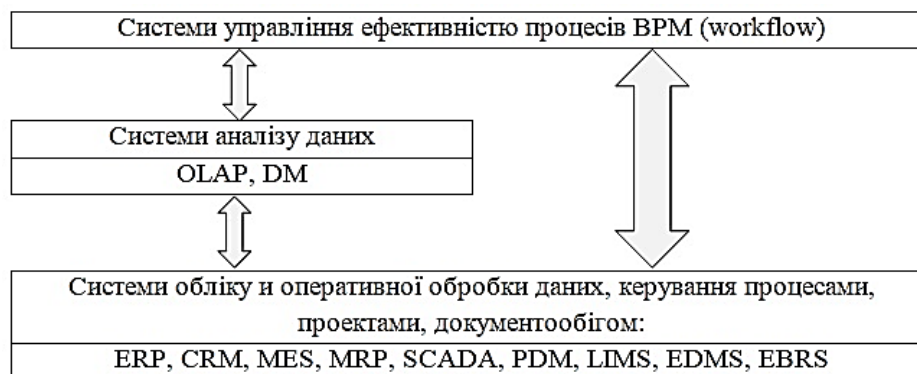 Системи управління ефективністю процесів BPM (workflow)
Системи аналізу даних
OLAP, DM
Системи обліку и оперативної обробки даних, керування процесами,
проектами, документообігом:
ERP, CRM, MES, MRP, SCADA, PDM, LIMS, EDMS, EBRS